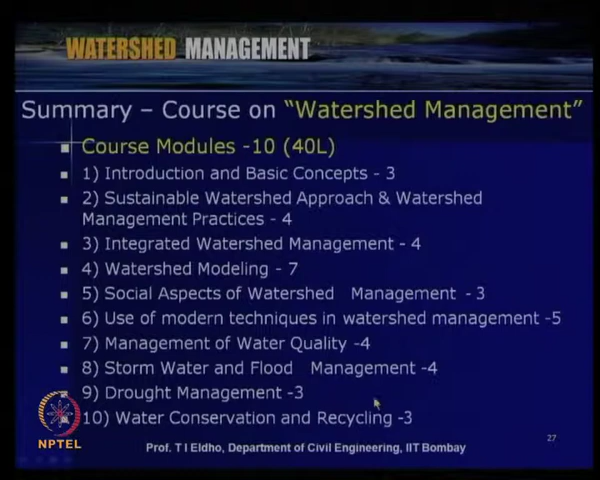 WATERSHED MANAGEMENT
Summary – Course on “Watershed Management”
Course Modules -10 (40L)
1) Introduction and Basic Concepts - 3
2) Sustainable Watershed Approach & Watershed
Management Practices - 4
3) Integrated Watershed Management - 4
4) Watershed Modeling - 7
5) Social Aspects of Watershed Management - 3
6) Use of modern techniques in watershed management -5
7) Management of Water Quality -4
8) Storm Water and Flood Management -4
9) Drought Management -3
10) Water Conservation and Recycling -3
NPTEL
Prof. T I Eldho, Department of Civil Engineering, IIT Bombay
27